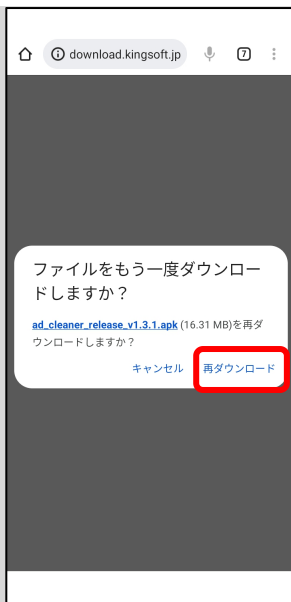 download.kingsoft.jp
7
ファイルをもう一度ダウンロー
ドしますか？
ad_cleaner_release_v1.3.1.apk (16.31 MB)を再ダ
ウンロードしますか？
キャンセル 再ダウンロード